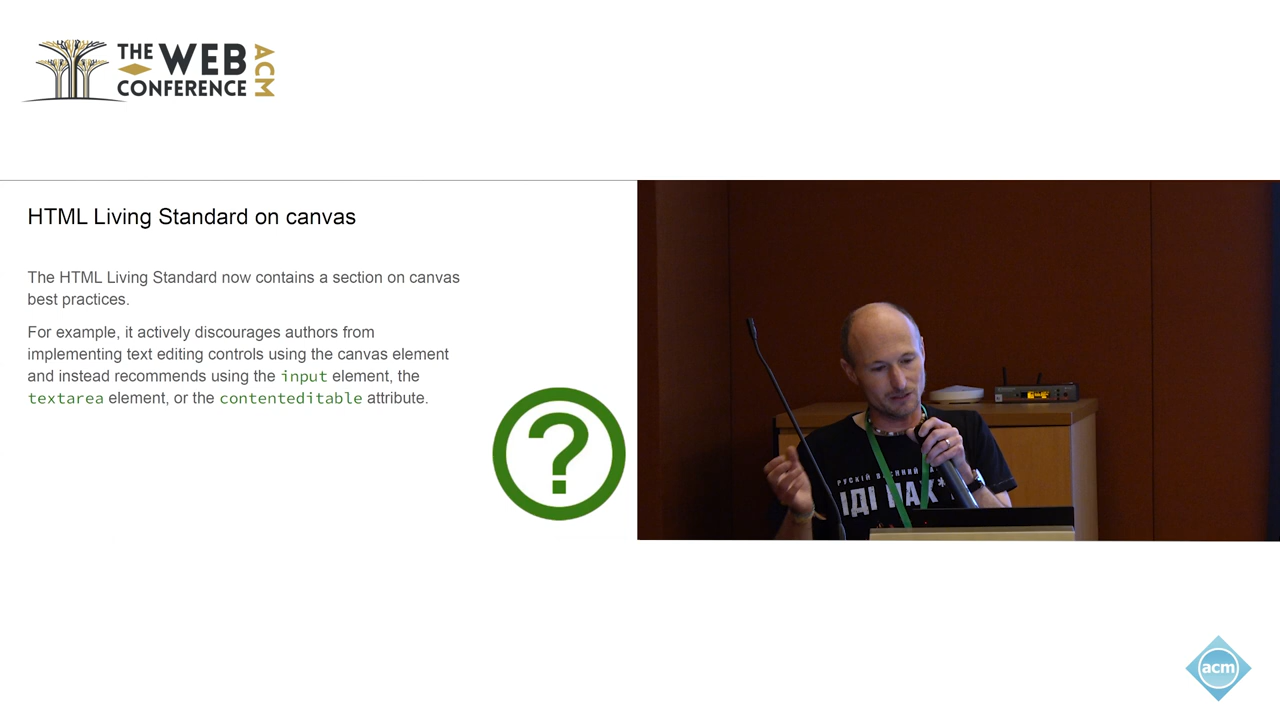 THE WEB
CONFERENCE
ACM
HTML Living Standard on canvas
The HTML Living Standard now contains a section on canvas
best practices.
For example, it actively discourages authors from
implementing text editing controls using the canvas element
and instead recommends using the input element, the
textarea element, or the contenteditable attribute.
?
ІДІ НАХ*
acm